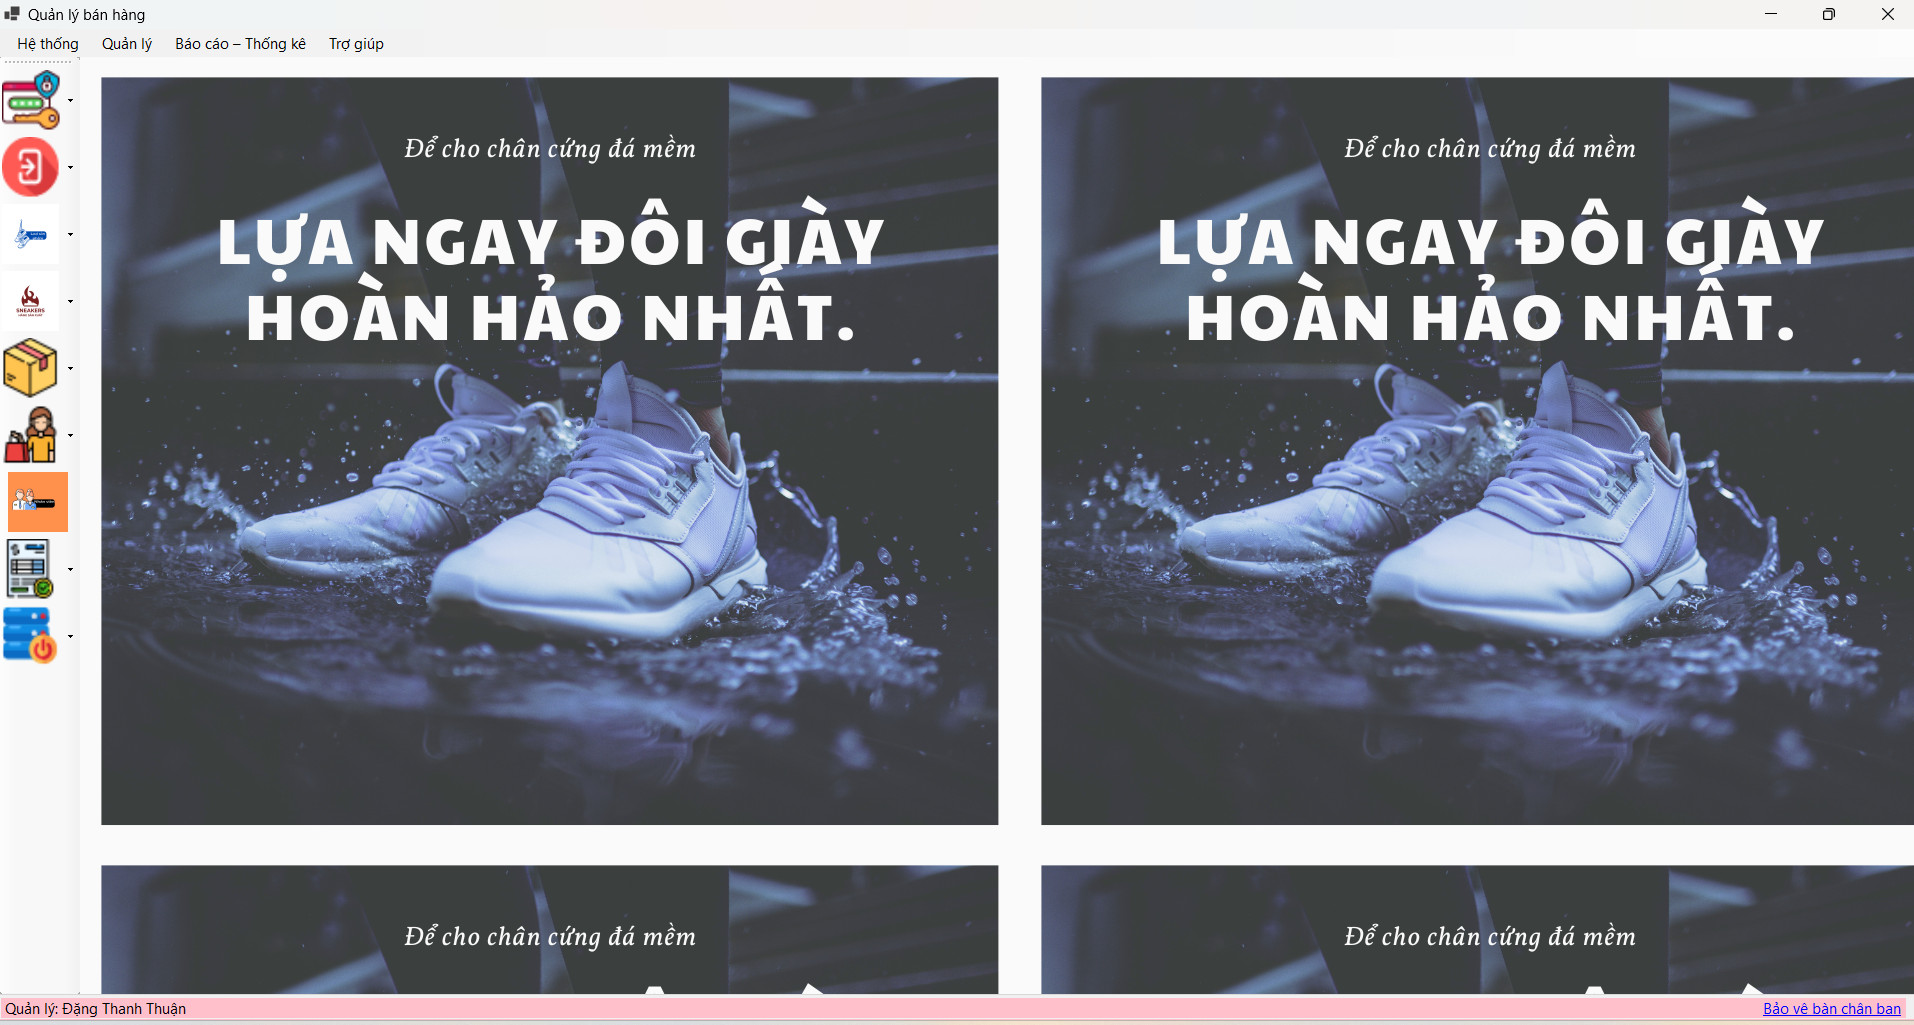 Quản lý bán hàng
Hệ thống Quản lý Báo cáo – Thống kê Trợ giúp
Để cho chân cứng đá mềm
LỰA NGAY ĐÔI GIÀY
HOÀN HẢO NHẤT.
Để cho chân cứng đá mềm
LỰA NGAY ĐÔI GIÀY
HOÀN HẢO NHẤT.
SNEAKERS
Để cho chân cứng đá mềm
Để cho chân cứng đá mềm
Quản lý: Đặng Thanh Thuận
Bảo vê bàn chân ban